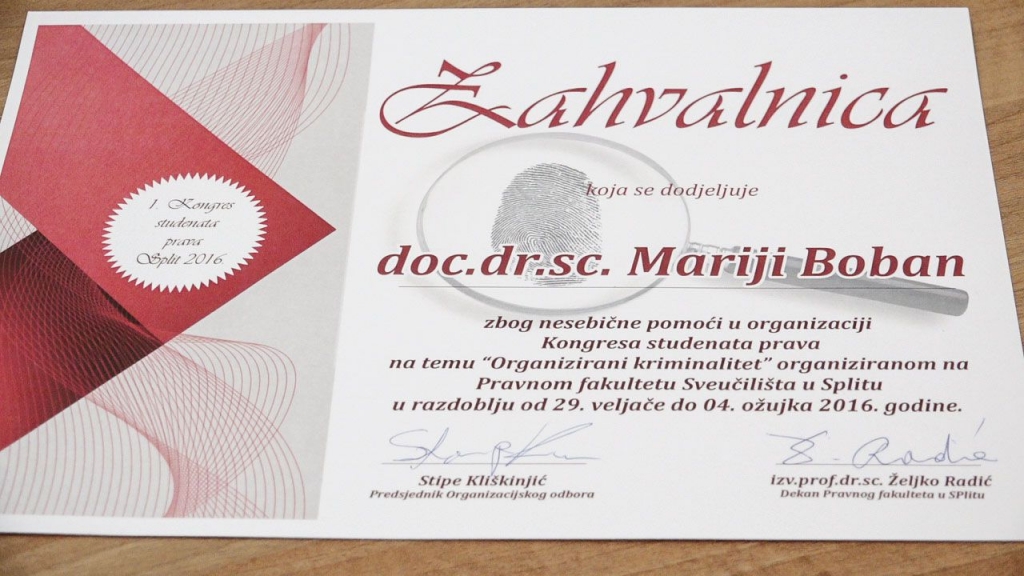 Zahvalnica
1. Kongres
studenata
prava
Split 2016
koja se dodjeljuje
doc.dr.sc. Mariji Boban
zbog nesebične pomoći u organizaciji
Kongresa studenata prava
na temu “Organizirani kriminalitet” organiziranom na
Pravnom fakultetu Sveučilišta u Splitu
u razdoblju od 29. veljače do 04. ožujka 2016. godine.
Stipe Kliškinjić
Predsjednik Organizacijskog odbora
Ž. Radić
izv.prof.dr.sc. Željko Radić
Dekan Pravnog fakulteta u SPlitu